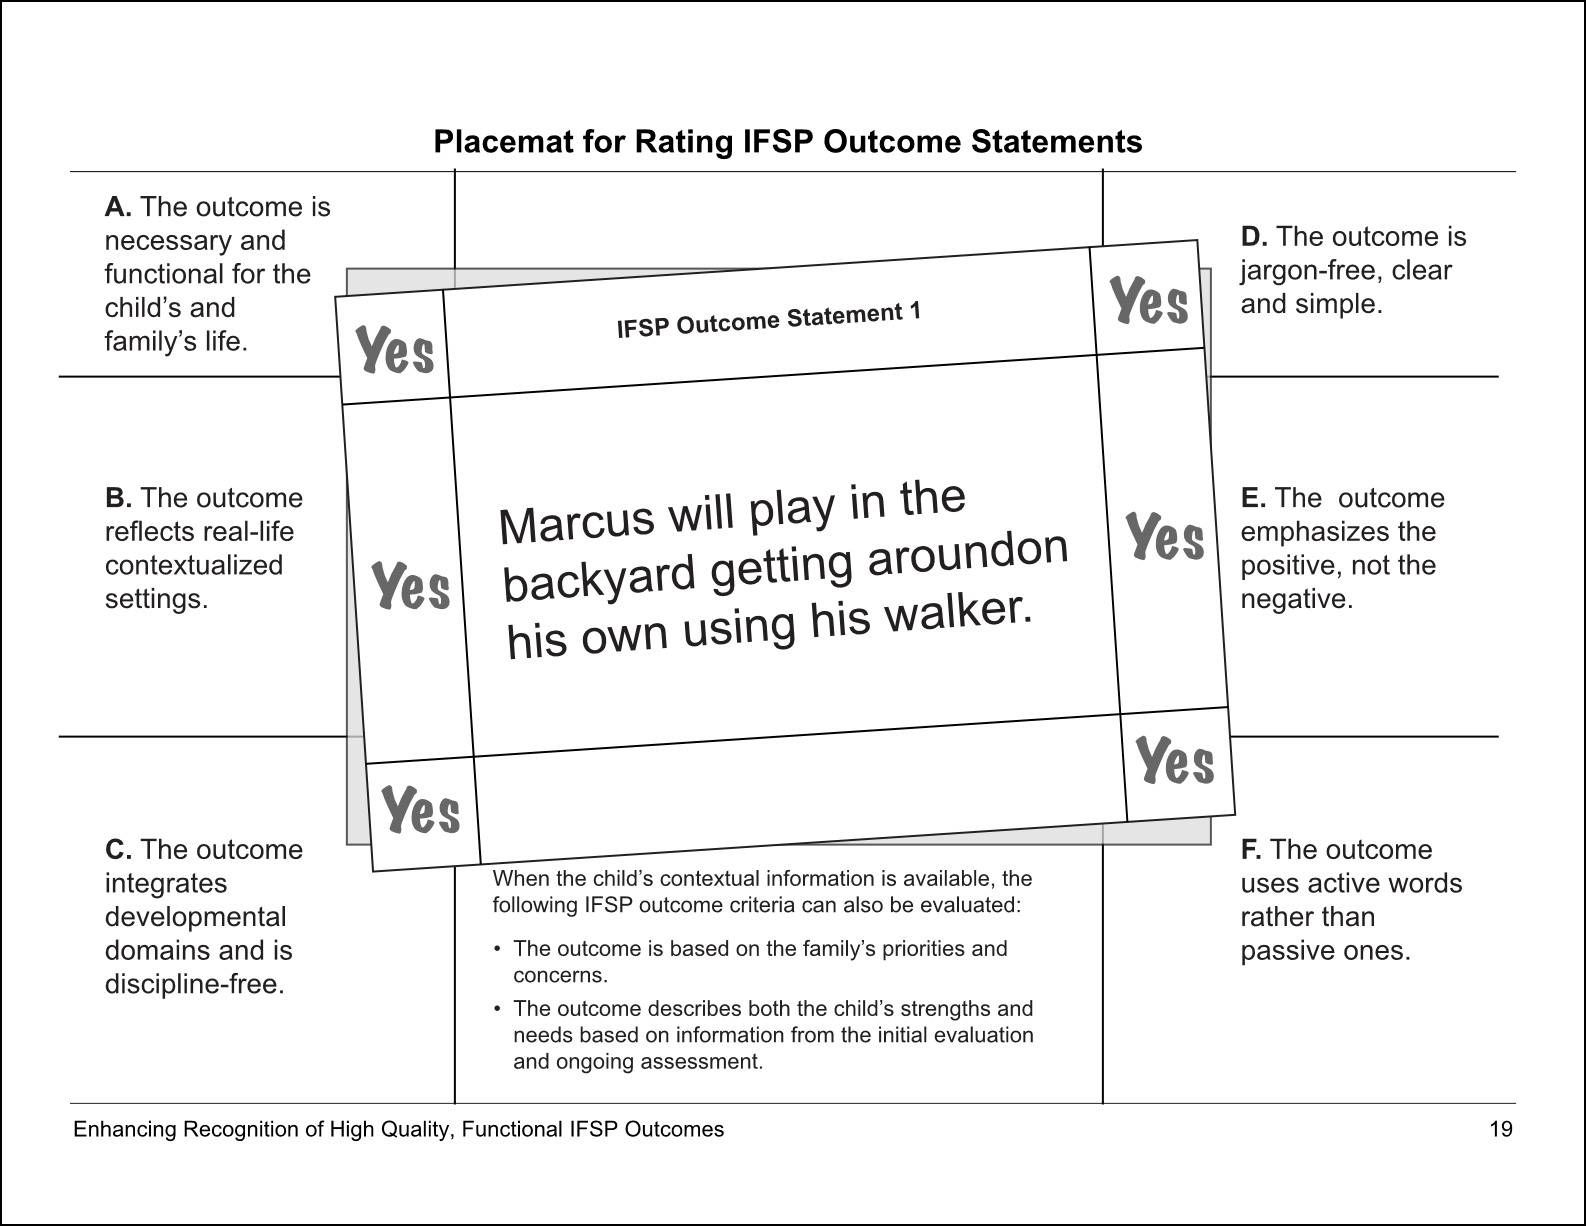 Placemat for Rating IFSP Outcome Statements
A. The outcome is
necessary and
functional for the
child’s and
family’s life.
B. The outcome
reflects real-life
contextualized
settings.
C. The outcome
integrates
developmental
domains and is
discipline-free.
Yes
IFSP Outcome Statement 1
Yes
Yes
Marcus will play in the
backyard getting aroundon
his own using his walker.
Yes
Yes
Yes
When the child’s contextual information is available, the
following IFSP outcome criteria can also be evaluated:
• The outcome is based on the family’s priorities and
concerns.
• The outcome describes both the child’s strengths and
needs based on information from the initial evaluation
and ongoing assessment.
D. The outcome is
jargon-free, clear
and simple.
E. The  outcome
emphasizes the
positive, not the
negative.
F. The outcome
uses active words
rather than
passive ones.
Enhancing Recognition of High Quality, Functional IFSP Outcomes
19